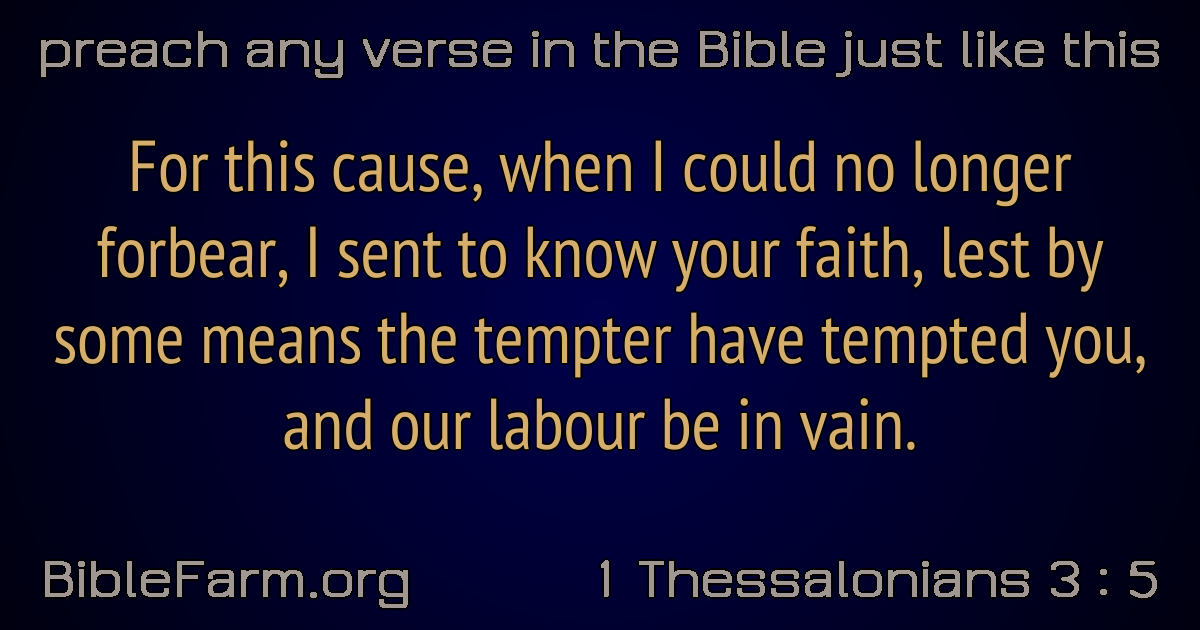 preach any verse in the Bible just like this
For this cause, when I could no longer
forbear, I sent to know your faith, lest by
some means the tempter have tempted you,
and our labour be in vain.
BibleFarm.org
1 Thessalonians 3 : 5